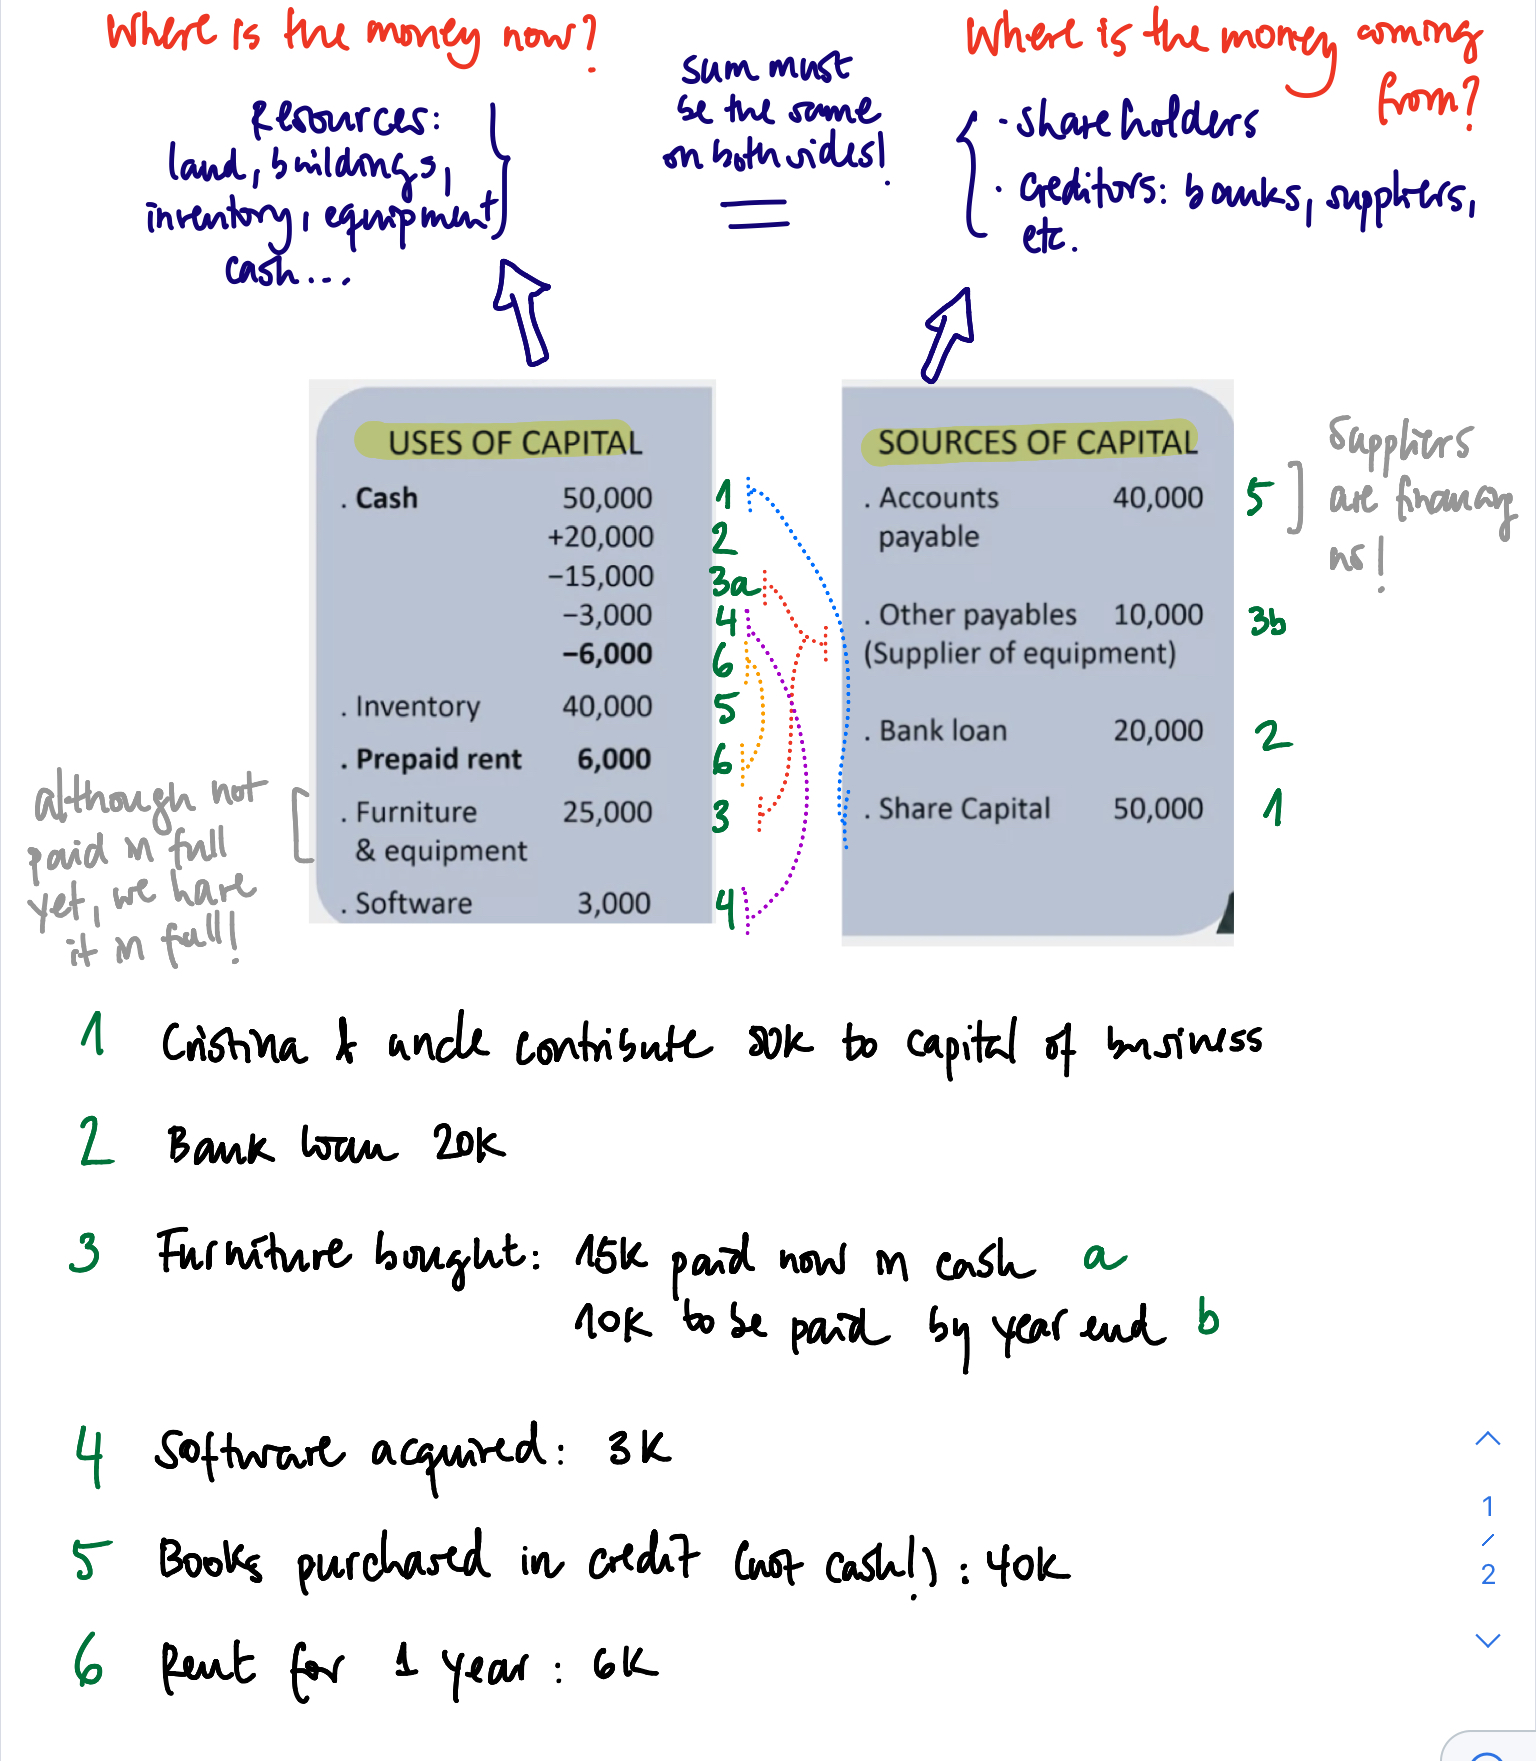 Where is the money now?
Resources:
land, buildings,
inventory, equipment
cash...
sum must
be the same
on both sides!
=
Where is the money coming
from?
- shareholders
· creditors: banks, suppliers,
etc.
USES OF CAPITAL
. Cash 50,000 1
+20,000 2
−15,000 3a
−3,000 4
−6,000 6
. Inventory 40,000 5
. Prepaid rent 6,000 6
. Furniture 25,000 3
& equipment
. Software 3,000 4
although not
paid in full
yet, we have
it in full!
SOURCES OF CAPITAL
. Accounts 40,000 5
payable
. Other payables 10,000 3b
(Supplier of equipment)
. Bank loan 20,000 2
. Share Capital 50,000 1
Suppliers
are financing
us!
1 Cristina & uncle contribute 50K to capital of business
2 Bank loan 20K
3 Furniture bought: 15K paid now in cash a
10K to be paid by year end b
4 Software acquired: 3K
5 Books purchased in credit (not cash!): 40K
6 Rent for 1 year: 6K
1
/
2